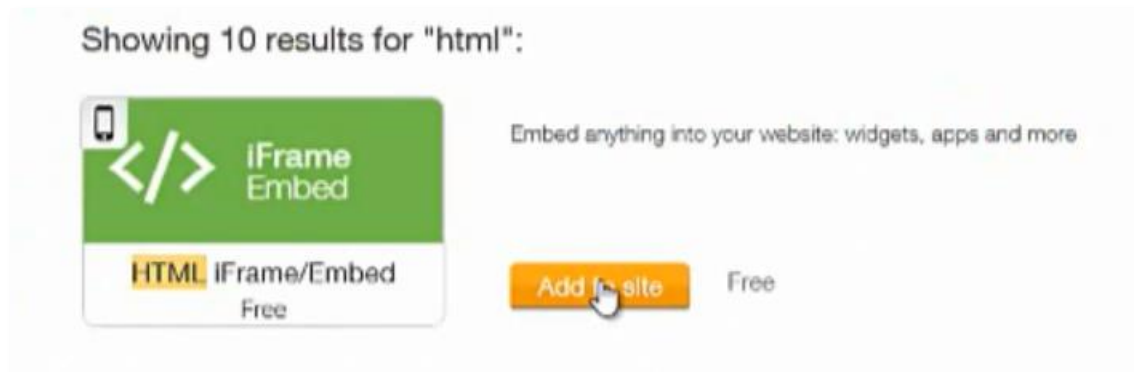 Showing 10 results for "html":
iFrame
Embed
Embed anything into your website: widgets, apps and more
HTML iFrame/Embed
Free
Add to site
Free